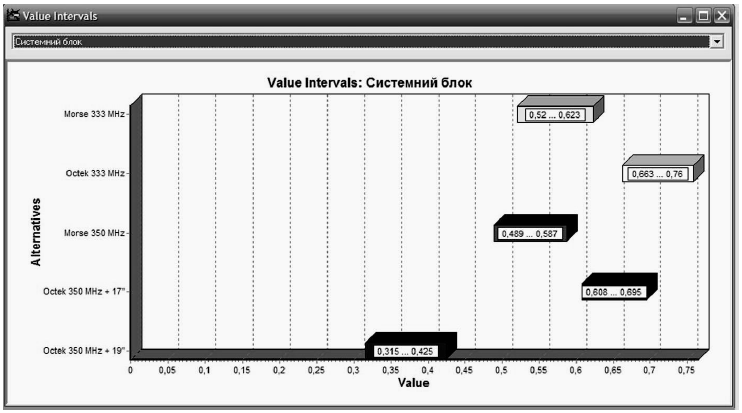 Value Intervals
Системний блок
Value Intervals: Системний блок
Alternatives
Morse 333 MHz
0,52 ... 0,623
Octek 333 MHz
0,663 ... 0,76
Morse 350 MHz
0,489 ... 0,587
Octek 350 MHz + 17"
0,608 ... 0,695
Octek 350 MHz + 19"
0,315 ... 0,425
0 0,05 0,1 0,15 0,2 0,25 0,3 0,35 0,4 0,45 0,5 0,55 0,6 0,65 0,7 0,75
Value